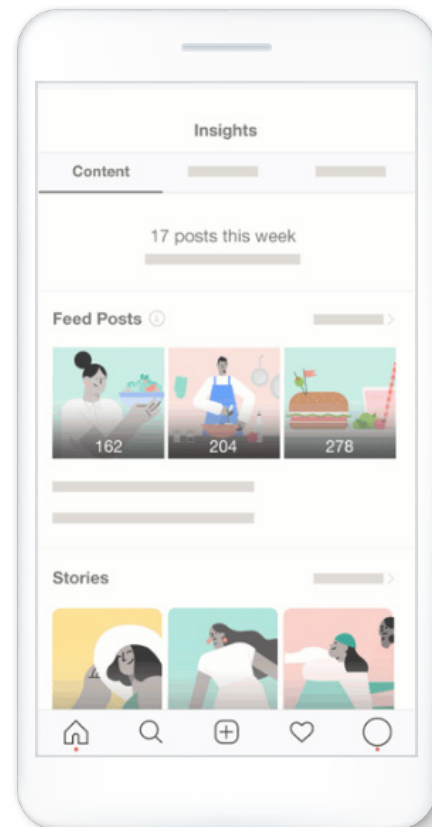 Insights
Content
17 posts this week
Feed Posts
162
204
278
Stories